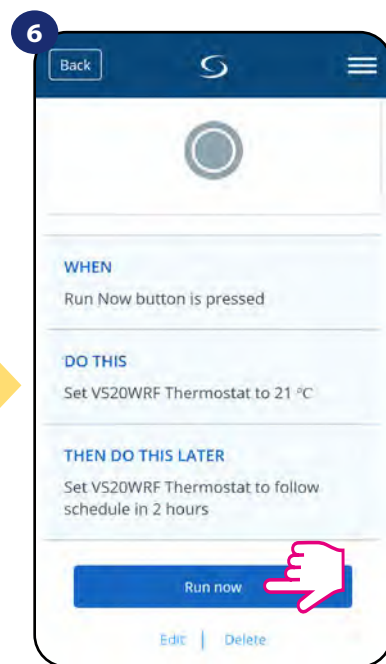 6
Back
WHEN
Run Now button is pressed
DO THIS
Set VS20WRF Thermostat to 21 °C
THEN DO THIS LATER
Set VS20WRF Thermostat to follow
schedule in 2 hours
Run now
Edit | Delete